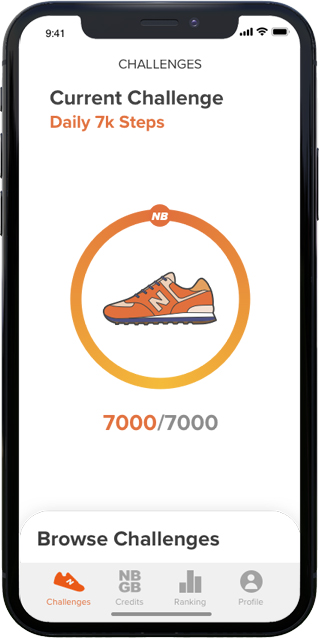 9:41
CHALLENGES
Current Challenge
Daily 7k Steps
NB
N
7000/7000
Browse Challenges
NB
GB
Challenges
Credits
Ranking
Profile